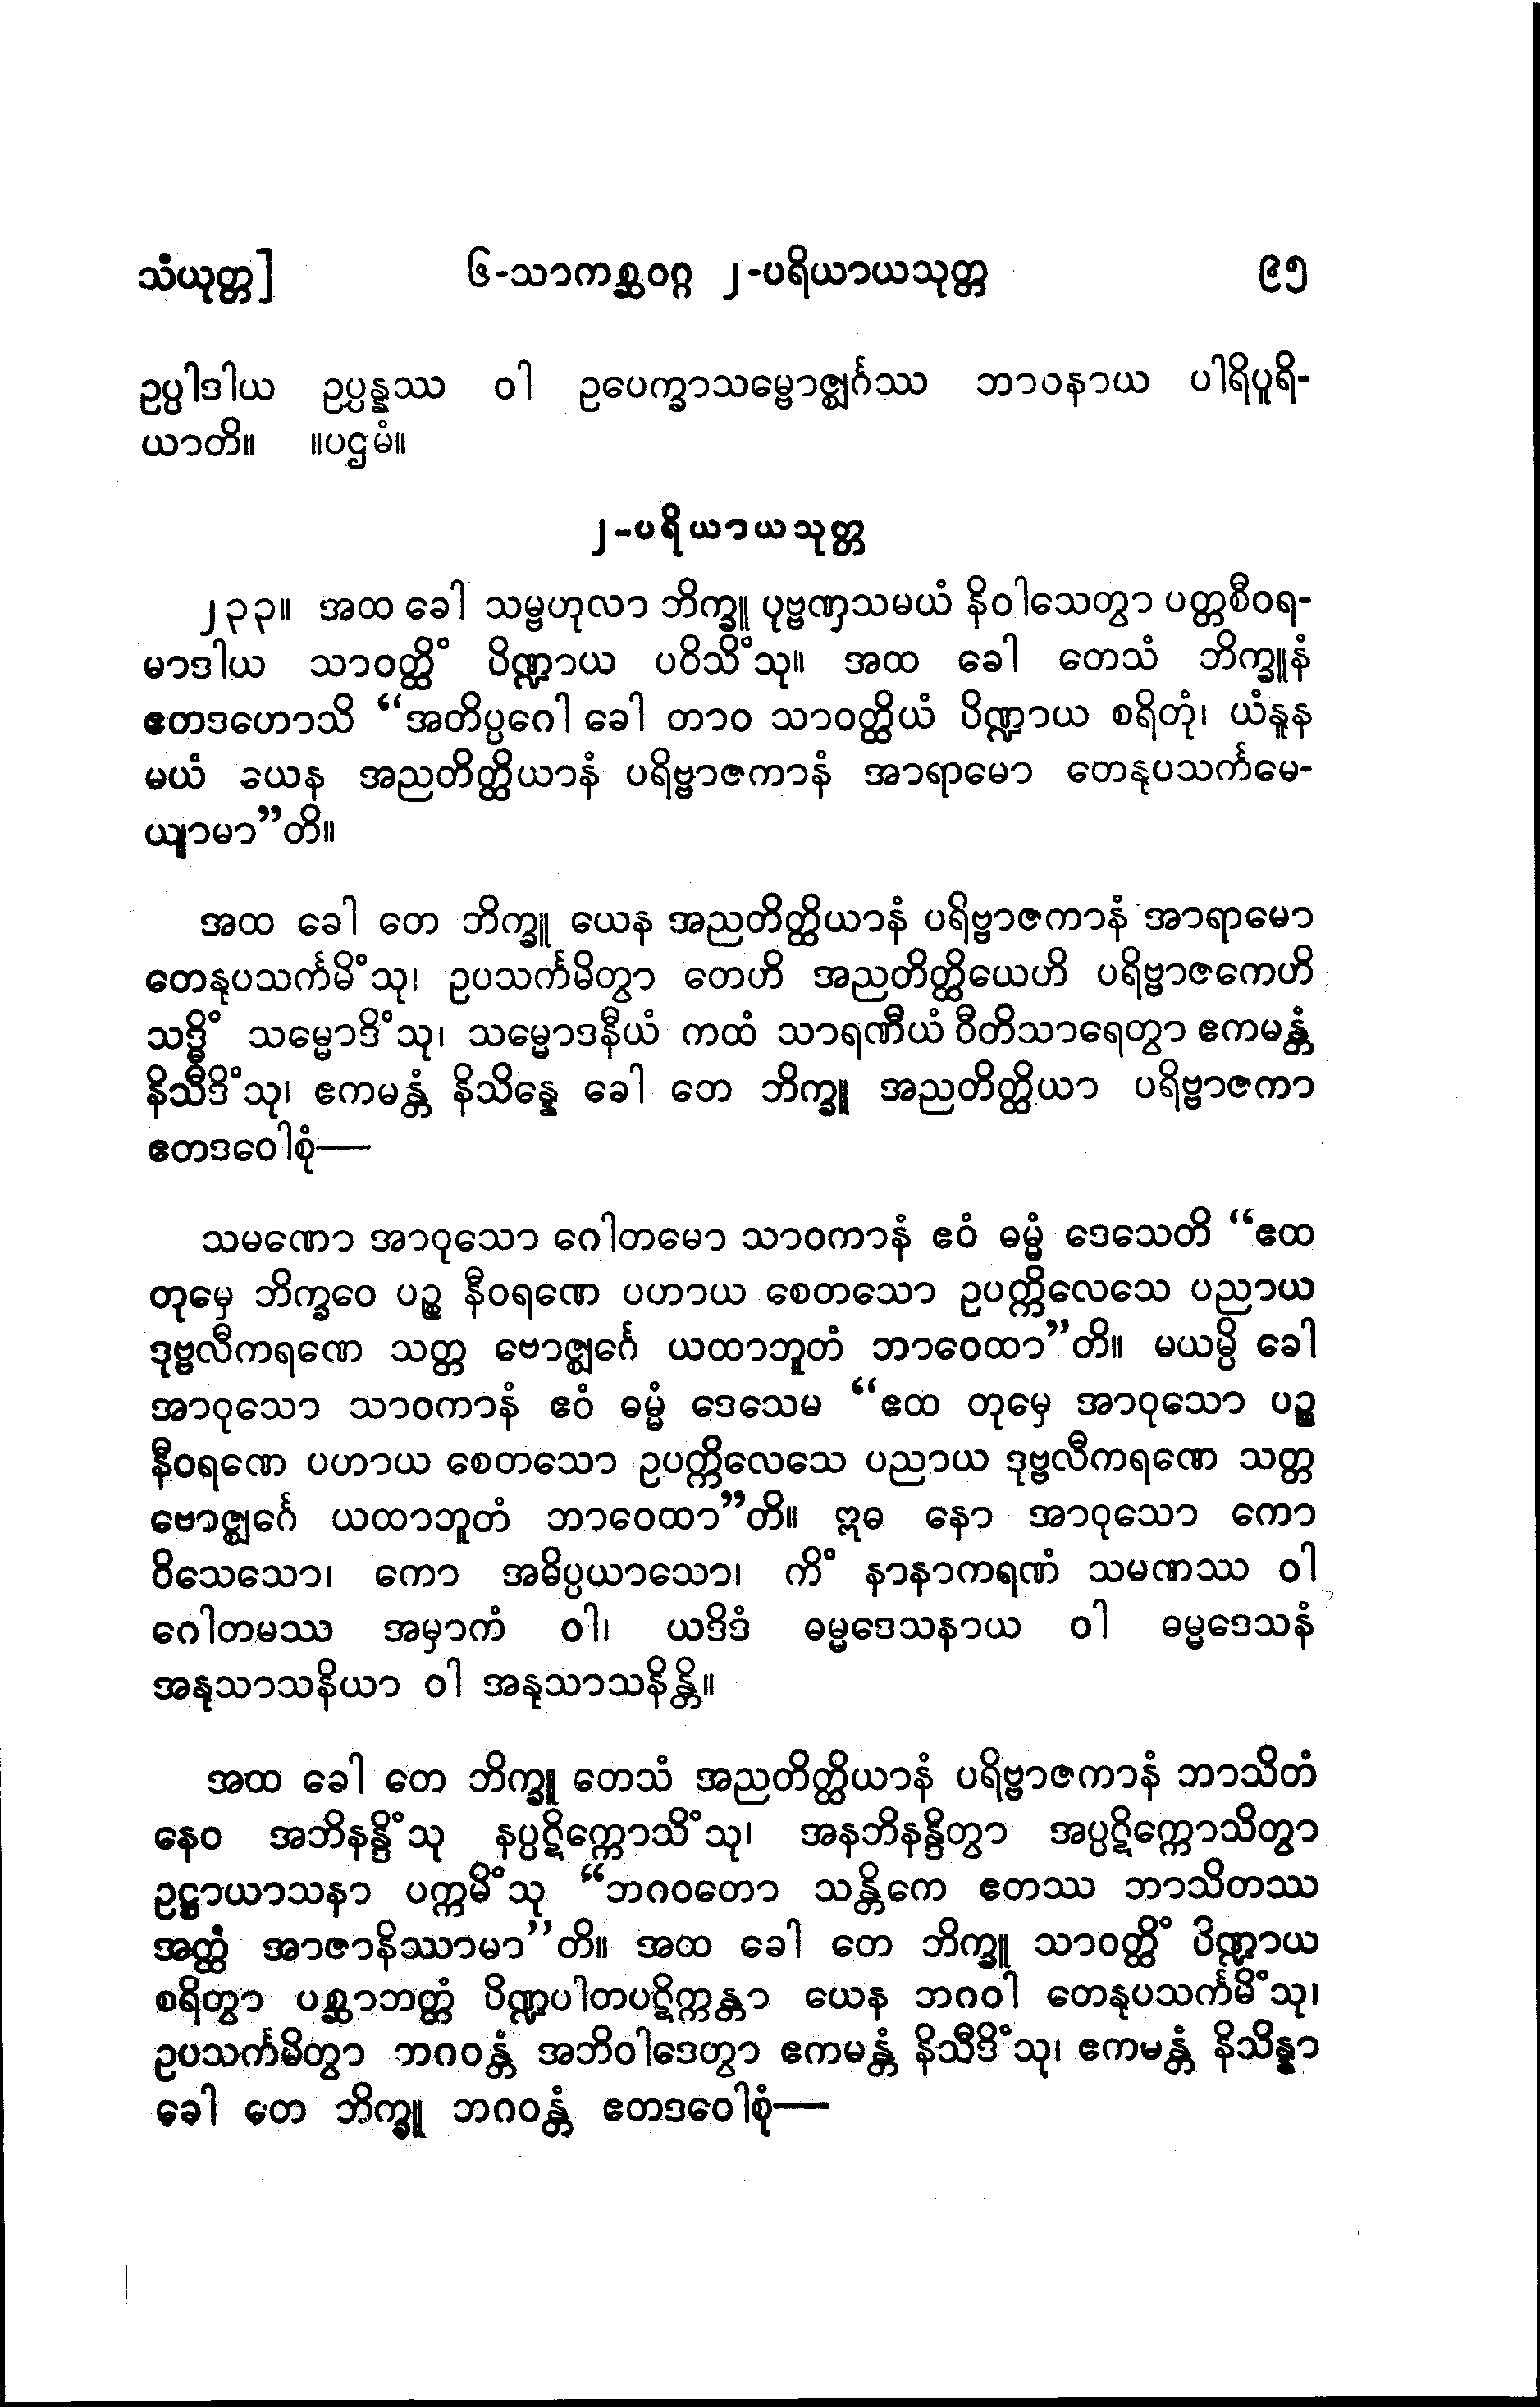 သံယုတ္တ] ၆-သာကစ္ဆဝဂ္ဂ ၂-ပရိယာယသုတ္တ ၉၅
ဥပ္ပါဒါယ ဥပ္ပန္နဿ ဝါ ဥပေက္ခာသမ္ဗောဇ္ဈင်္ဂဿ ဘာဝနာယ ပါရိပူရိ-
ယာတိ။ ။ပဌမံ။
၂-ပရိယာယသုတ္တ
၂၃၃။ အထ ခေါ သမ္ဗဟုလာ ဘိက္ခူ ပုဗ္ဗဏှသမယံ နိဝါသေတွာ ပတ္တစီဝရ-
မာဒါယ သာဝတ္ထိံ ပိဏ္ဍာယ ပဝိသိံသု။ အထ ခေါ တေသံ ဘိက္ခူနံ
ဧတဒဟောသိ “အတိပ္ပဂေါ ခေါ တာဝ သာဝတ္ထိယံ ပိဏ္ဍာယ စရိတုံ၊ ယံနူန
မယံ ယေန အညတိတ္ထိယာနံ ပရိဗ္ဗာဇကာနံ အာရာမော တေနုပသင်္ကမေ-
ယျာမာ”တိ။
အထ ခေါ တေ ဘိက္ခူ ယေန အညတိတ္ထိယာနံ ပရိဗ္ဗာဇကာနံ အာရာမော
တေနုပသင်္ကမိံသု၊ ဥပသင်္ကမိတွာ တေဟိ အညတိတ္ထိယေဟိ ပရိဗ္ဗာဇကေဟိ
သဒ္ဓိံ သမ္မောဒိံသု၊ သမ္မောဒနီယံ ကထံ သာရဏီယံ ဝီတိသာရေတွာ ဧကမန္တံ
နိသီဒိံသု၊ ဧကမန္တံ နိသိန္နေ ခေါ တေ ဘိက္ခူ အညတိတ္ထိယာ ပရိဗ္ဗာဇကာ
ဧတဒဝေါစုံ—
သမဏော အာဝုသော ဂေါတမော သာဝကာနံ ဧဝံ ဓမ္မံ ဒေသေတိ “ဧထ
တုမှေ ဘိက္ခဝေ ပဉ္စ နီဝရဏေ ပဟာယ စေတသော ဥပက္ကိလေသေ ပညာယ
ဒုဗ္ဗလီကရဏေ သတ္တ ဗောဇ္ဈင်္ဂေ ယထာဘူတံ ဘာဝေထာ”တိ။ မယမ္ပိ ခေါ
အာဝုသော သာဝကာနံ ဧဝံ ဓမ္မံ ဒေသေမ “ဧထ တုမှေ အာဝုသော ပဉ္စ
နီဝရဏေ ပဟာယ စေတသော ဥပက္ကိလေသေ ပညာယ ဒုဗ္ဗလီကရဏေ သတ္တ
ဗောဇ္ဈင်္ဂေ ယထာဘူတံ ဘာဝေထာ”တိ။ ဣဓ နော အာဝုသော ကော
ဝိသေသော၊ ကော အဓိပ္ပယာသော၊ ကိံ နာနာကရဏံ သမဏဿ ဝါ
ဂေါတမဿ အမှာကံ ဝါ၊ ယဒိဒံ ဓမ္မဒေသနာယ ဝါ ဓမ္မဒေသနံ
အနုသာသနိယာ ဝါ အနုသာသနိန္တိ။
အထ ခေါ တေ ဘိက္ခူ တေသံ အညတိတ္ထိယာနံ ပရိဗ္ဗာဇကာနံ ဘာသိတံ
နေဝ အဘိနန္ဒိံသု နပ္ပဋိက္ကောသိံသု၊ အနဘိနန္ဒိတွာ အပ္ပဋိက္ကောသိတွာ
ဥဋ္ဌာယာသနာ ပက္ကမိံသု “ဘဂဝတော သန္တိကေ ဧတဿ ဘာသိတဿ
အတ္ထံ အာဇာနိဿာမာ”တိ။ အထ ခေါ တေ ဘိက္ခူ သာဝတ္ထိံ ပိဏ္ဍာယ
စရိတွာ ပစ္ဆာဘတ္တံ ပိဏ္ဍပါတပဋိက္ကန္တာ ယေန ဘဂဝါ တေနုပသင်္ကမိံသု၊
ဥပသင်္ကမိတွာ ဘဂဝန္တံ အဘိဝါဒေတွာ ဧကမန္တံ နိသီဒိံသု၊ ဧကမန္တံ နိသိန္နာ
ခေါ တေ ဘိက္ခူ ဘဂဝန္တံ ဧတဒဝေါစုံ—